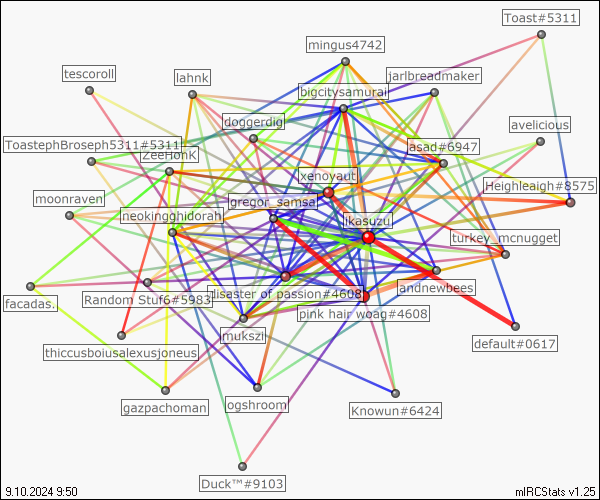 Toast#5311
mingus4742
tescoroll
lahnk
jarlbreadmaker
bigcitysamurai
doggerdig
avelicious
ToastephBroseph5311#5311
asad#6947
ZeeHonK
xenoyaut
Heighleaigh#8575
moonraven
gregor_samsa
neokingghidorah
ikasuzu
turkey_mcnugget
facadas.
Random Stuf6#5983
disaster of passion#4608
andnewbees
pink hair woag#4608
mukszi
default#0617
thiccusboiusalexusjoneus
gazpachoman
ogshroom
Knowun#6424
Duck™#9103
9.10.2024 9:50
mIRCStats v1.25